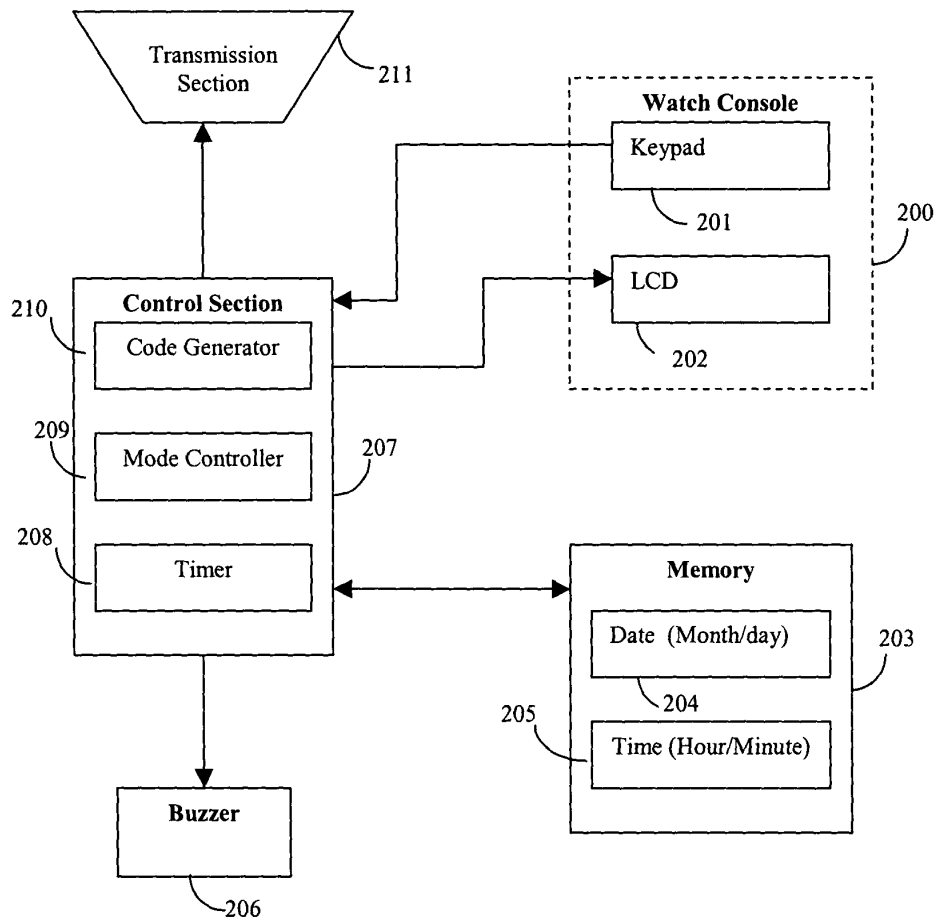 Transmission
Section
211
Watch Console
Keypad
201
200
LCD
202
Control Section
210
Code Generator
209
Mode Controller
207
208
Timer
Memory
Date (Month/day)
203
204
205
Time (Hour/Minute)
Buzzer
206